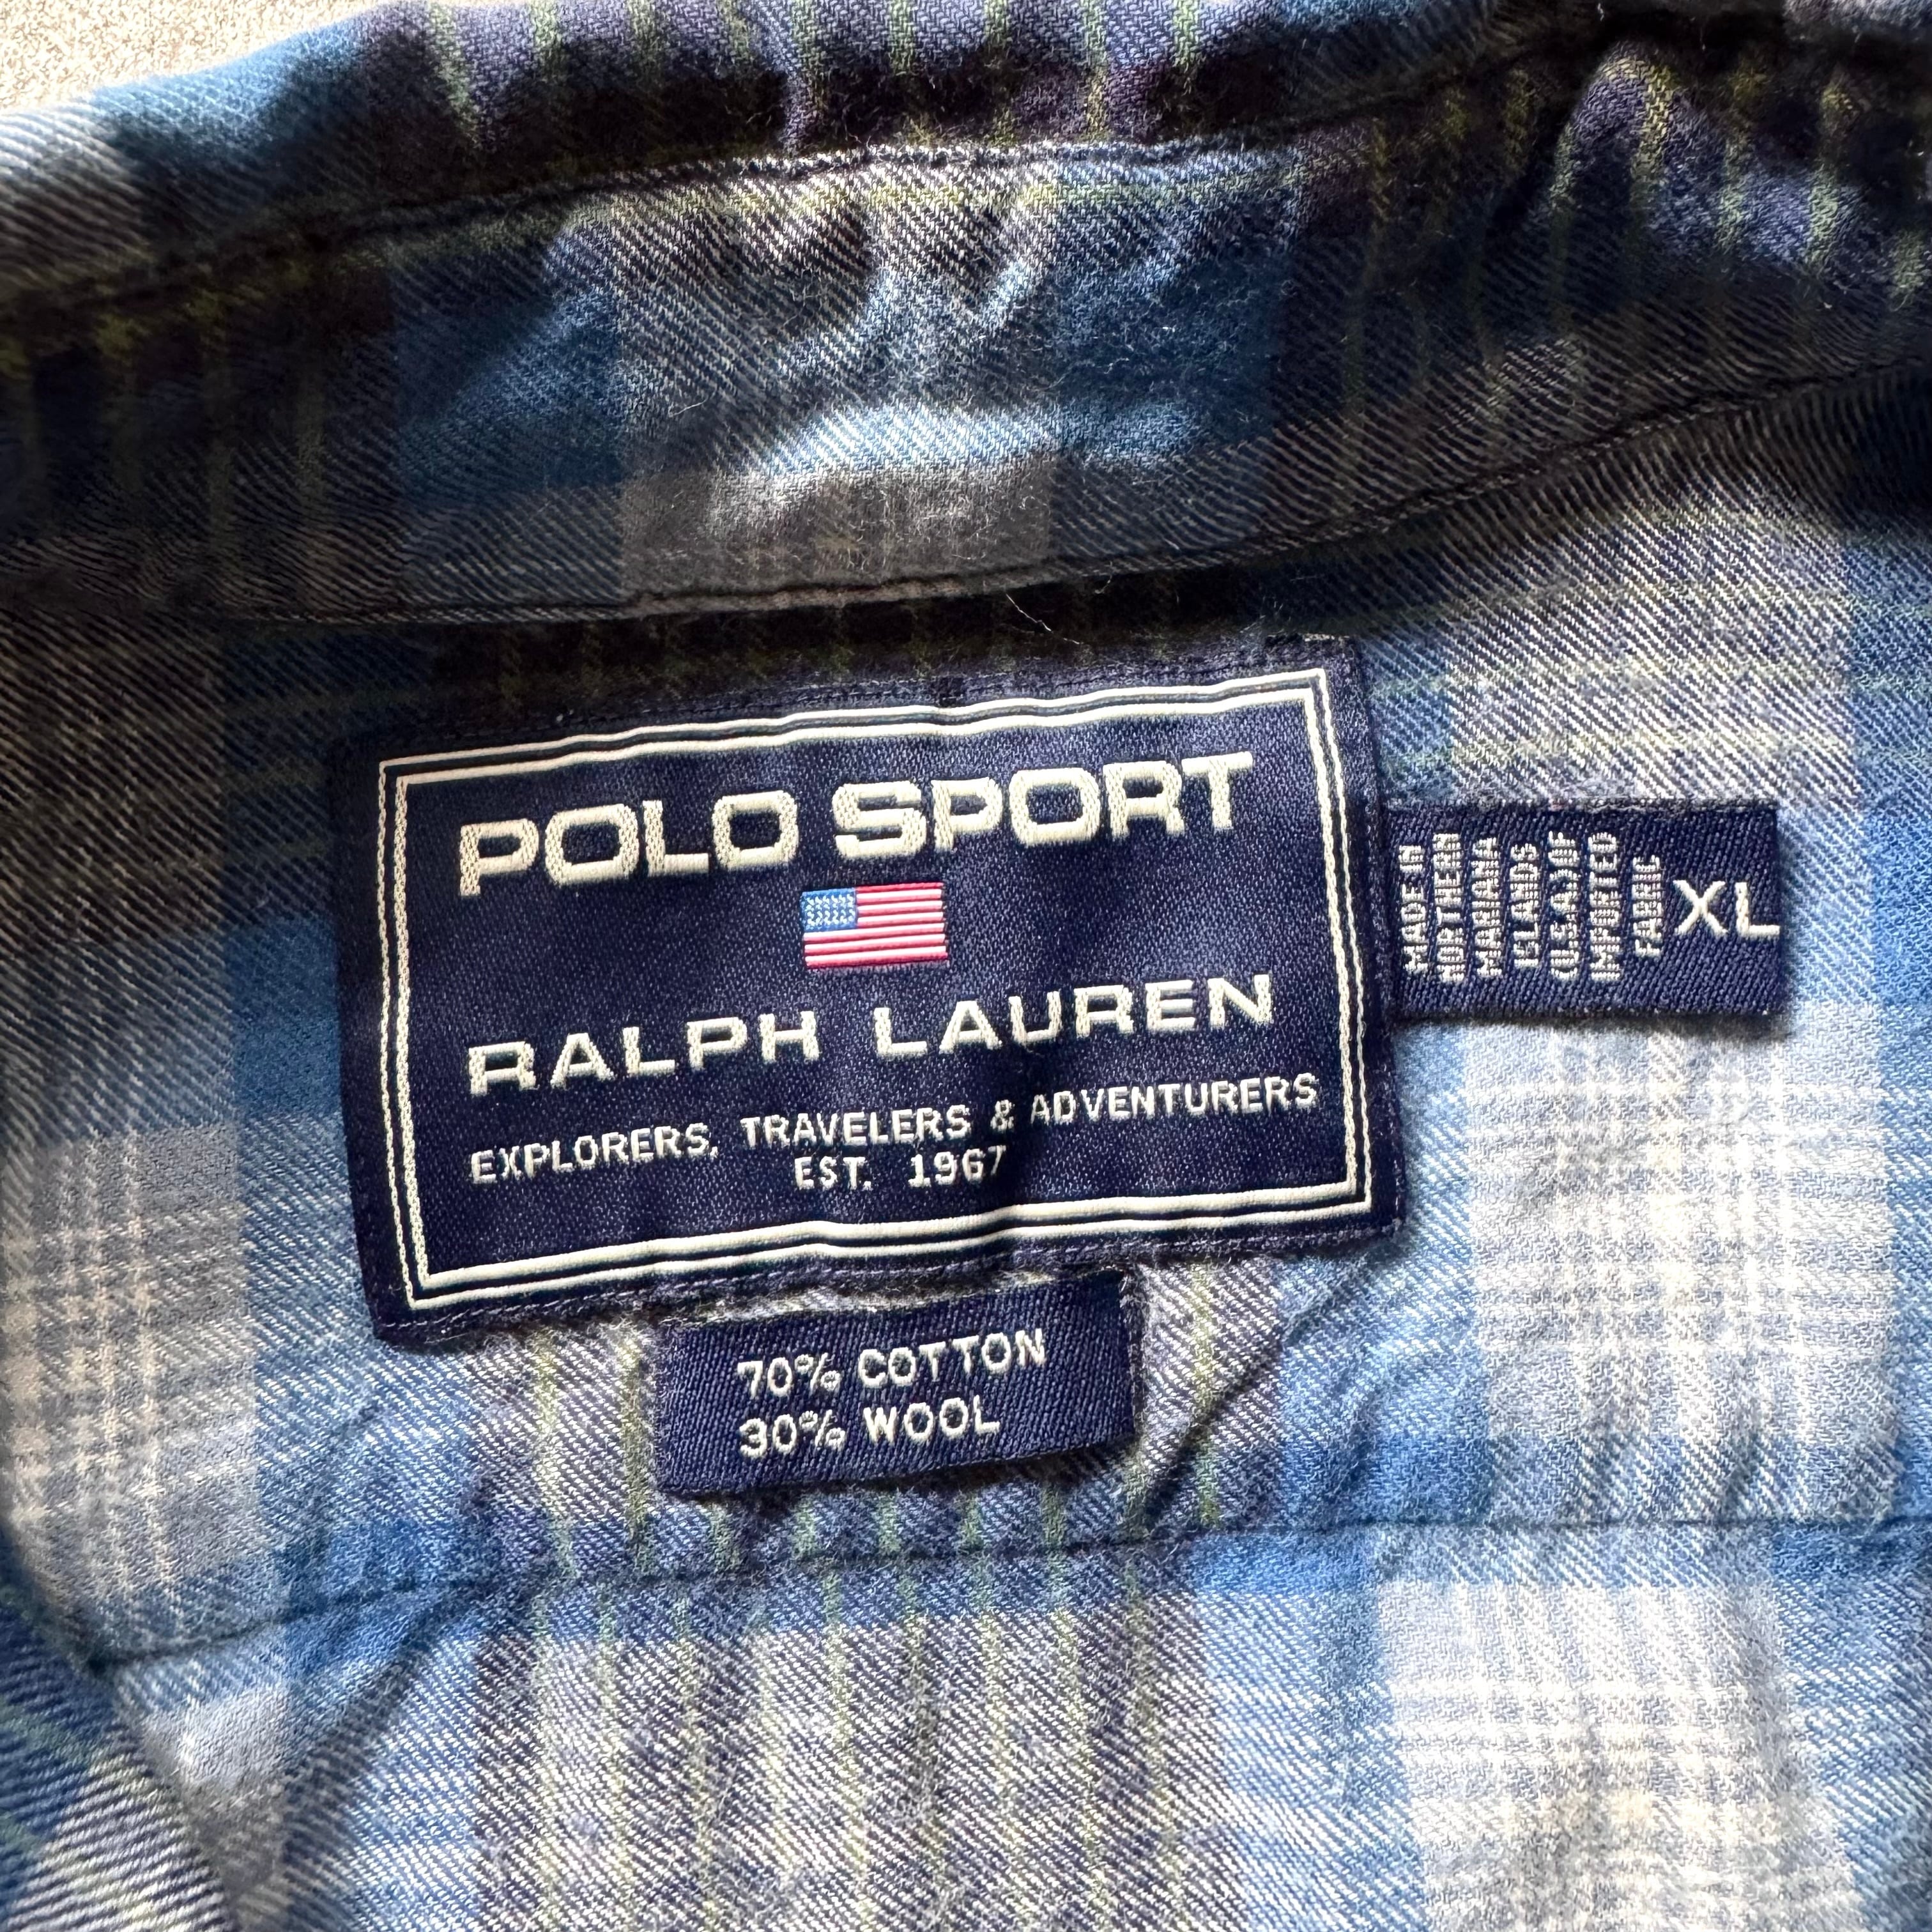 POLO SPORT
RALPH LAUREN
EXPLORERS, TRAVELERS & ADVENTURERS
EST. 1967
MADE IN
NORTHERN
MARIANA
ISLANDS
(U.S.A.) OF
IMPORTED
FABRIC
XL
70% COTTON
30% WOOL